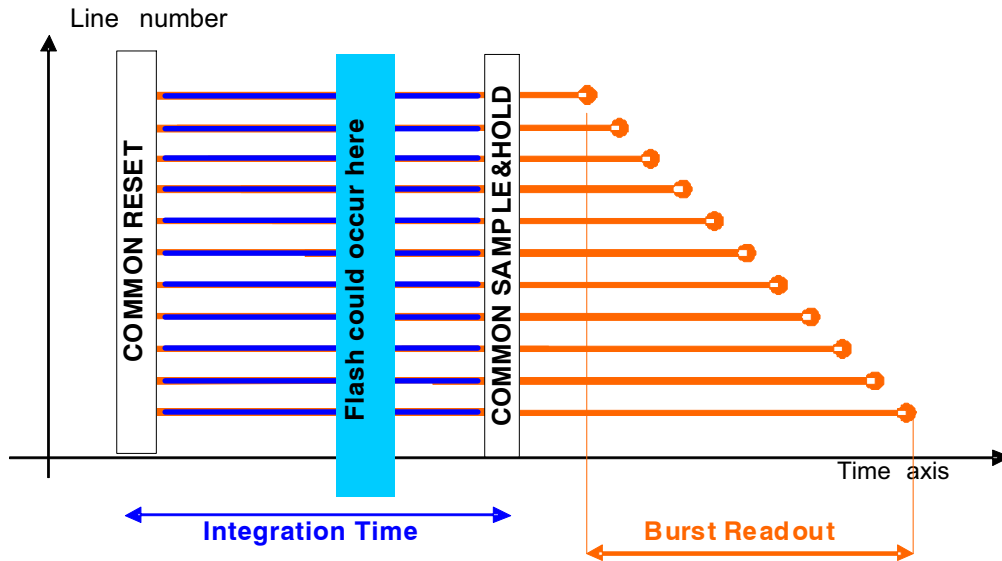 Line number
COMMON RESET
Flash could occur here
COMMON SAMPLE&HOLD
Time axis
Integration Time
Burst Readout